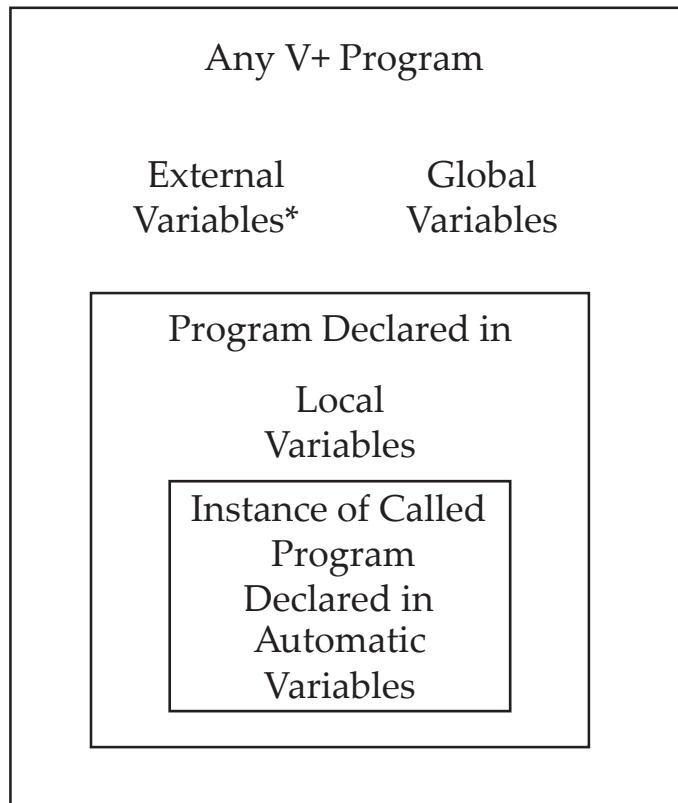 Any V+ Program
External
Variables*
Global
Variables
Program Declared in
Local
Variables
Instance of Called
Program
Declared in
Automatic
Variables